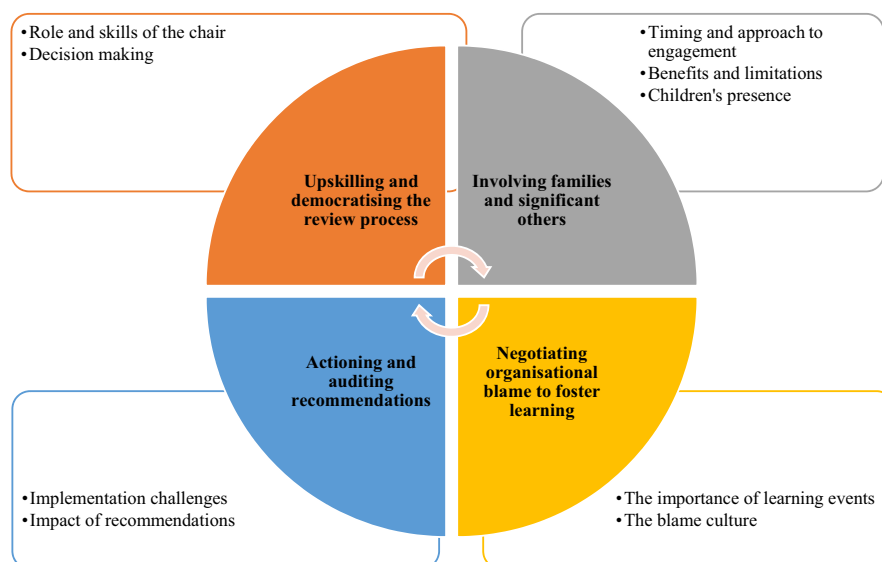 •Role and skills of the chair
•Decision making
•Timing and approach to
engagement
•Benefits and limitations
•Children's presence
Upskilling and
democratising the
review process
Involving families
and significant
others
Actioning and
auditing
recommendations
Negotiating
organisational
blame to foster
learning
•Implementation challenges
•Impact of recommendations
•The importance of learning events
•The blame culture